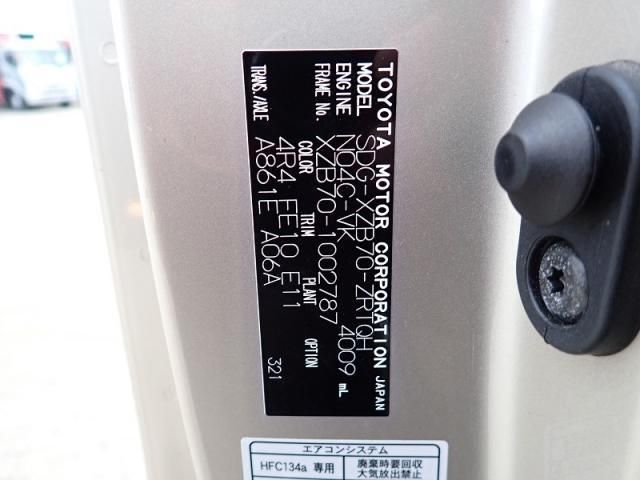 TOYOTA MOTOR CORPORATION JAPAN
MODEL SDG-XZB70-ZRTQH
ENGINE N04C-VK 4009 mL
FRAME No. XZB70-1002787
COLOR TRIM PLANT OPTION
4R4 FE10 E11
TRANS./AXLE A861E A06A 321
エアコンシステム
HFC134a 専用
廃棄時要回収
大気放出禁止